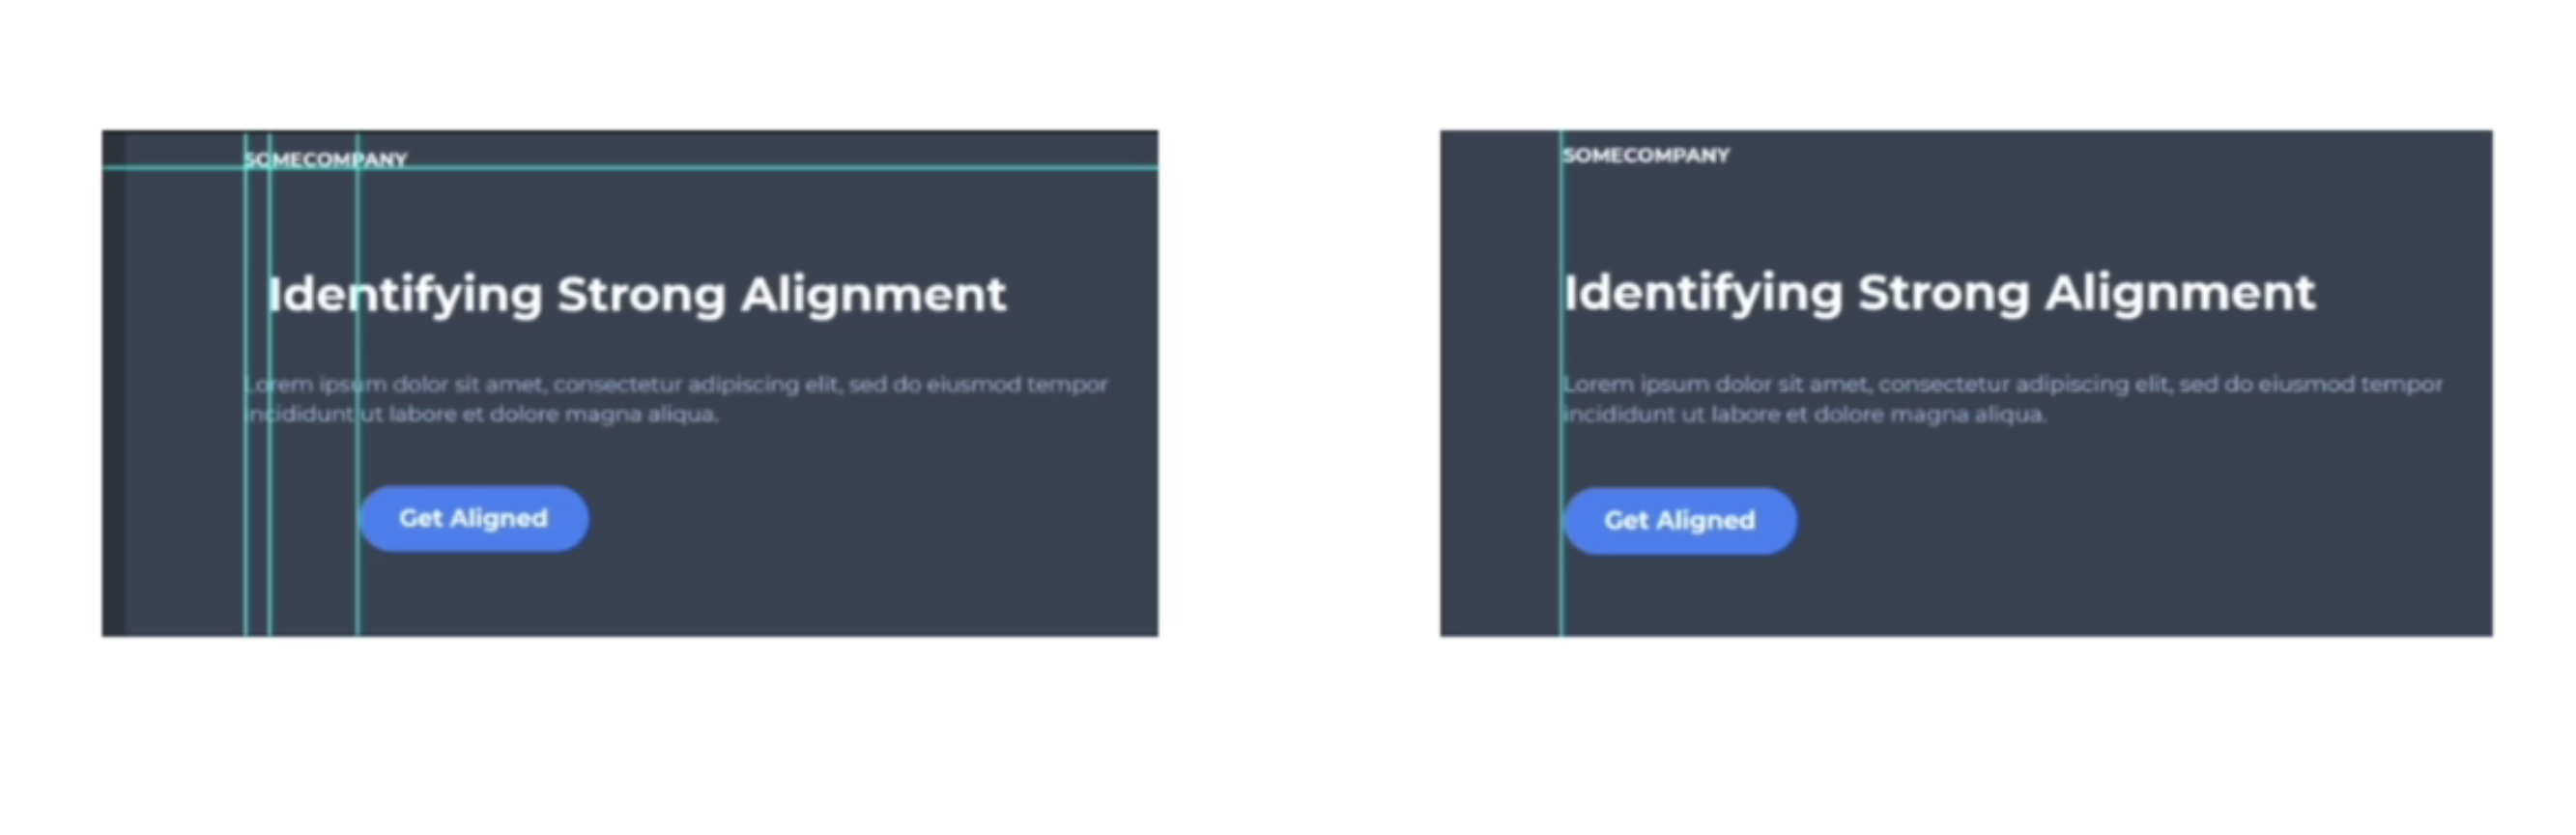 SOMECOMPANY
Identifying Strong Alignment
Lorem ipsum dolor sit amet, consectetur adipiscing elit, sed do eiusmod tempor
incididunt ut labore et dolore magna aliqua.
Get Aligned
SOMECOMPANY
Identifying Strong Alignment
Lorem ipsum dolor sit amet, consectetur adipiscing elit, sed do eiusmod tempor
incididunt ut labore et dolore magna aliqua.
Get Aligned